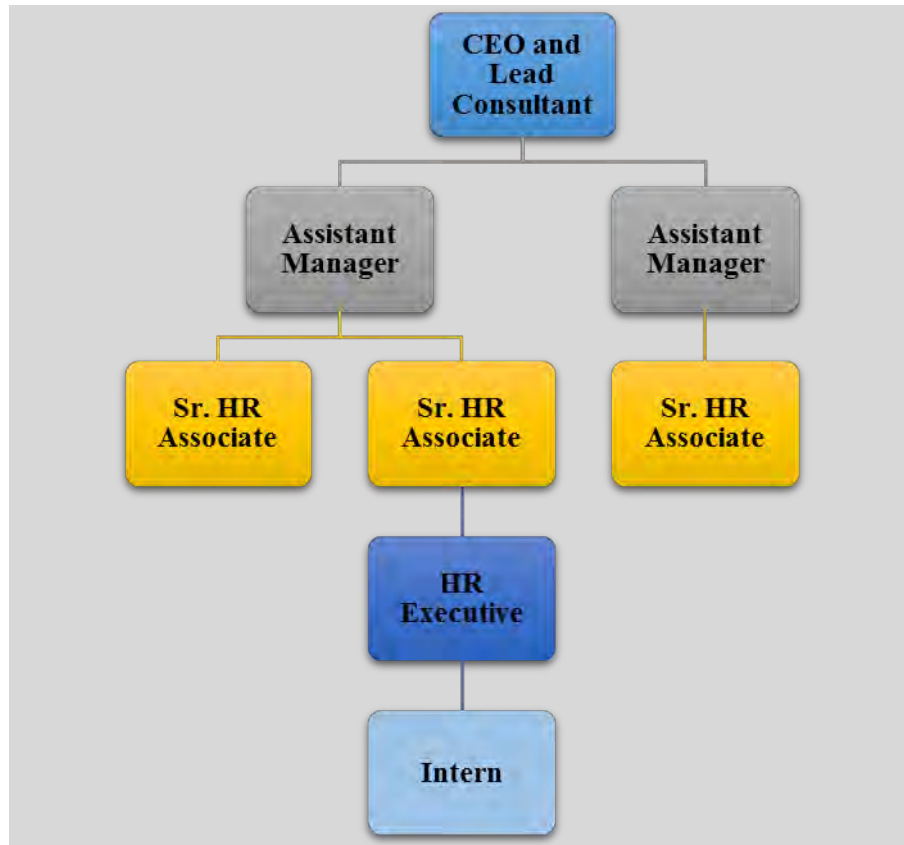 CEO and
Lead
Consultant
Assistant
Manager
Assistant
Manager
Sr. HR
Associate
Sr. HR
Associate
Sr. HR
Associate
HR
Executive
Intern